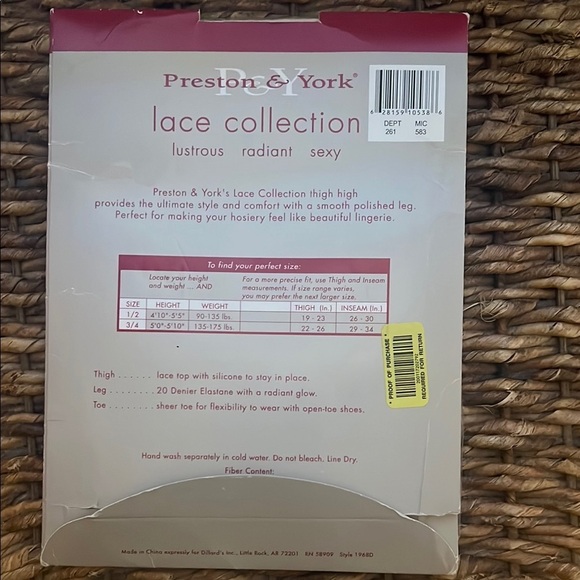 P&Y
Preston & York®
lace collection
lustrous radiant sexy
6 28159 10538 6
DEPT MIC
261 583
Preston & York's Lace Collection thigh high
provides the ultimate style and comfort with a smooth polished leg.
Perfect for making your hosiery feel like beautiful lingerie.
To find your perfect size:
Locate your height
and weight ... AND
For a more precise fit, use Thigh and Inseam
measurements. If size range varies,
you may prefer the next larger size.
SIZE HEIGHT WEIGHT THIGH (In.) INSEAM (In.)
1/2 4'10"-5'5" 90-135 lbs. 19 - 23 26 - 30
3/4 5'0"-5'10" 135-175 lbs. 22 - 26 29 - 34
* PROOF OF PURCHASE *
REQUIRED FOR RETURN
Thigh . . . . . . lace top with silicone to stay in place.
Leg . . . . . . . . 20 Denier Elastane with a radiant glow.
Toe . . . . . . . . sheer toe for flexibility to wear with open-toe shoes.
Hand wash separately in cold water. Do not bleach. Line Dry.
Fiber Content:
Made in China expressly for Dillard's Inc., Little Rock, AR 72201 RN 78909 Style 1968D